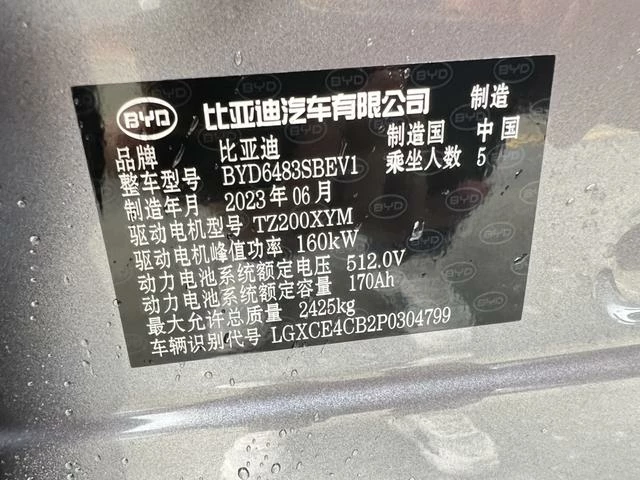 BYD 比亚迪汽车有限公司 制造
品牌 比亚迪 制造国 中国
整车型号 BYD6483SBEV1 乘坐人数 5
制造年月 2023年06月
驱动电机型号 TZ200XYM
驱动电机峰值功率 160kW
动力电池系统额定电压 512.0V
动力电池系统额定容量 170Ah
最大允许总质量 2425kg
车辆识别代号 LGXCE4CB2P0304799